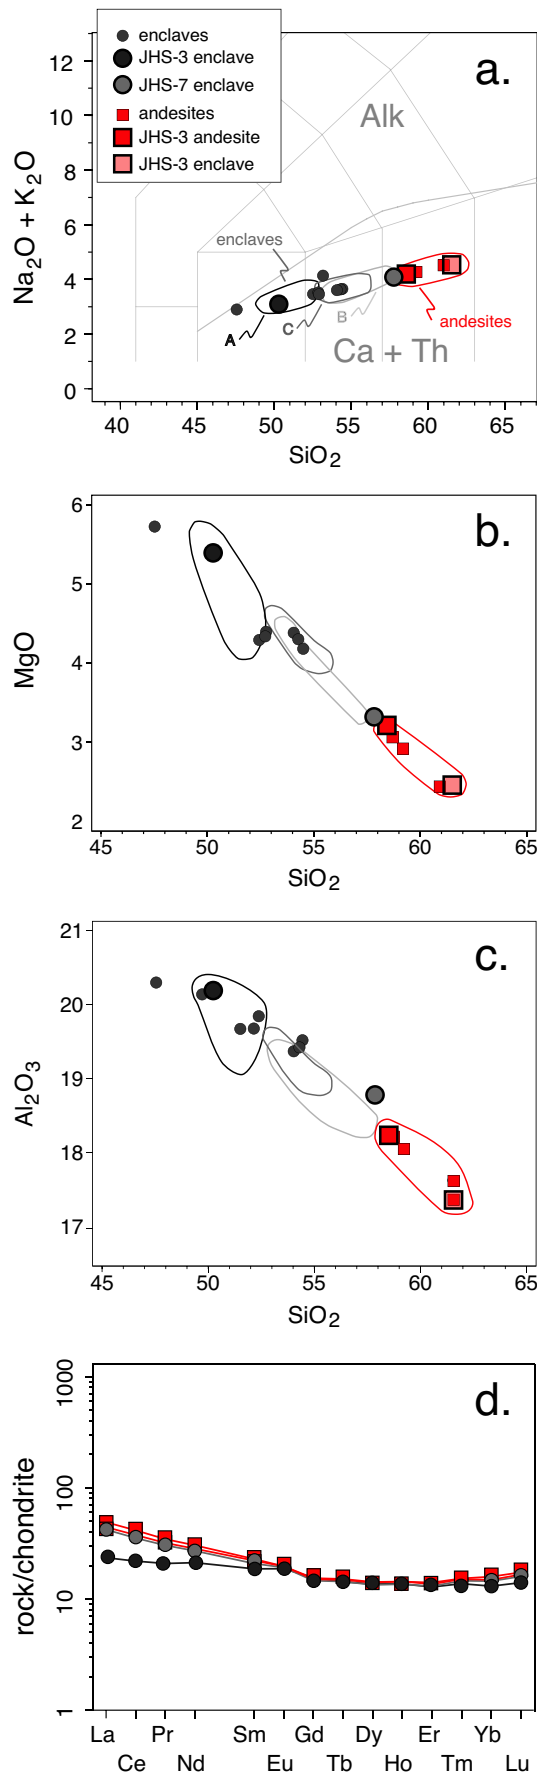 enclaves
JHS-3 enclave
JHS-7 enclave
andesites
JHS-3 andesite
JHS-3 enclave
a.
Alk
enclaves
A
C
B
andesites
Ca + Th
Na₂O + K₂O
12
10
8
6
4
2
0
40 45 50 55 60 65
SiO₂
b.
MgO
6
5
4
3
2
45 50 55 60 65
SiO₂
c.
Al₂O₃
21
20
19
18
17
45 50 55 60 65
SiO₂
d.
rock/chondrite
1000
100
10
1
La Pr Sm Gd Dy Er Yb
Ce Nd Eu Tb Ho Tm Lu